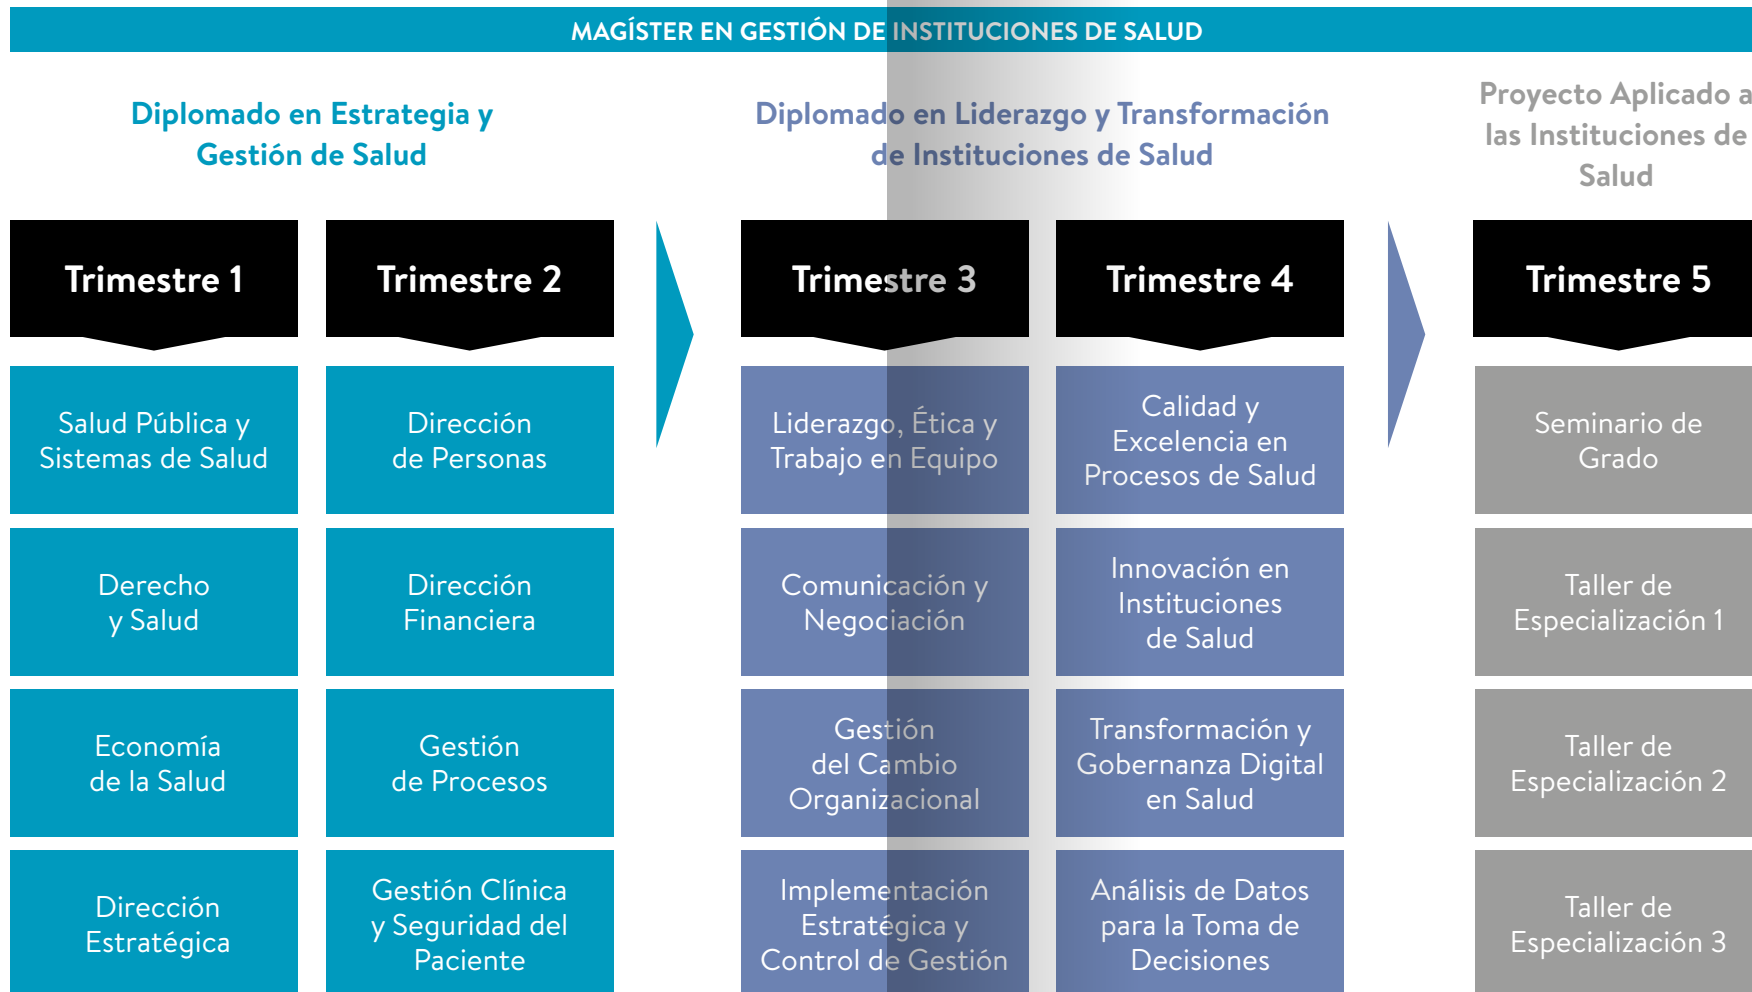 MAGÍSTER EN GESTIÓN DE INSTITUCIONES DE SALUD
Diplomado en Estrategia y
Gestión de Salud
Diplomado en Liderazgo y Transformación
de Instituciones de Salud
Proyecto Aplicado a
las Instituciones de
Salud
Trimestre 1
Trimestre 2
Trimestre 3
Trimestre 4
Trimestre 5
Salud Pública y
Sistemas de Salud
Dirección
de Personas
Liderazgo, Ética y
Trabajo en Equipo
Calidad y
Excelencia en
Procesos de Salud
Seminario de
Grado
Derecho
y Salud
Dirección
Financiera
Comunicación y
Negociación
Innovación en
Instituciones
de Salud
Taller de
Especialización 1
Economía
de la Salud
Gestión
de Procesos
Gestión
del Cambio
Organizacional
Transformación y
Gobernanza Digital
en Salud
Taller de
Especialización 2
Dirección
Estratégica
Gestión Clínica
y Seguridad del
Paciente
Implementación
Estratégica y
Control de Gestión
Análisis de Datos
para la Toma de
Decisiones
Taller de
Especialización 3